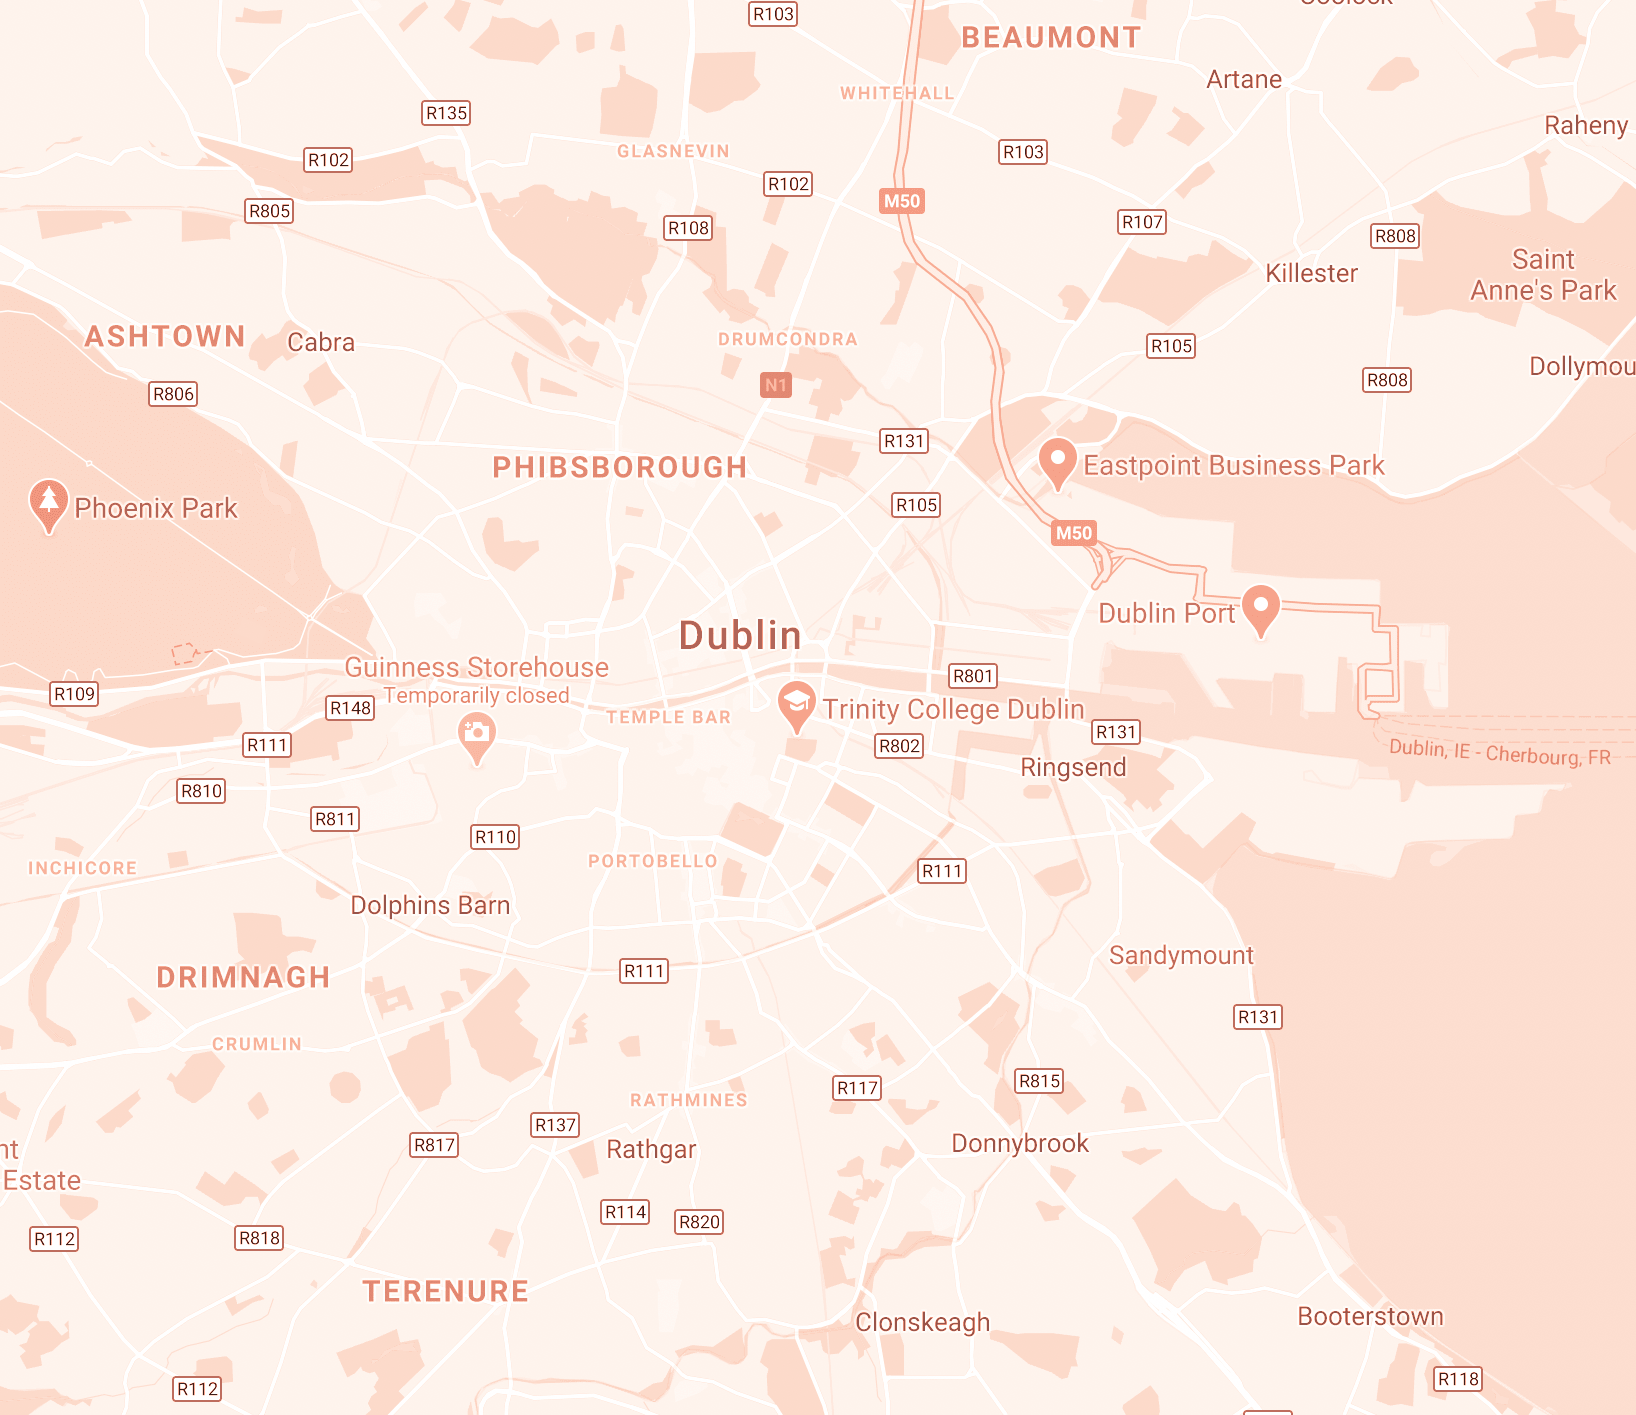 R103
BEAUMONT
Artane
WHITEHALL
R135
Raheny
GLASNEVIN
R102
R103
R102
M50
R805
R108
R107
R808
Saint
Anne's Park
Killester
ASHTOWN
Cabra
DRUMCONDRA
R105
N1
R808
R806
R131
PHIBSBOROUGH
Eastpoint Business Park
Phoenix Park
R105
M50
Dublin Port
Dublin
Guinness Storehouse
Temporarily closed
R801
R109
R148
TEMPLE BAR
Trinity College Dublin
R131
R111
R802
Dublin, IE - Cherbourg, FR
Ringsend
R810
R811
R110
INCHICORE
PORTOBELLO
R111
Dolphins Barn
Sandymount
DRIMNAGH
R111
R131
CRUMLIN
R815
R117
RATHMINES
R137
R817
Rathgar
Donnybrook
nt
Estate
R114
R820
R112
R818
TERENURE
Clonskeagh
Booterstown
R112
R118